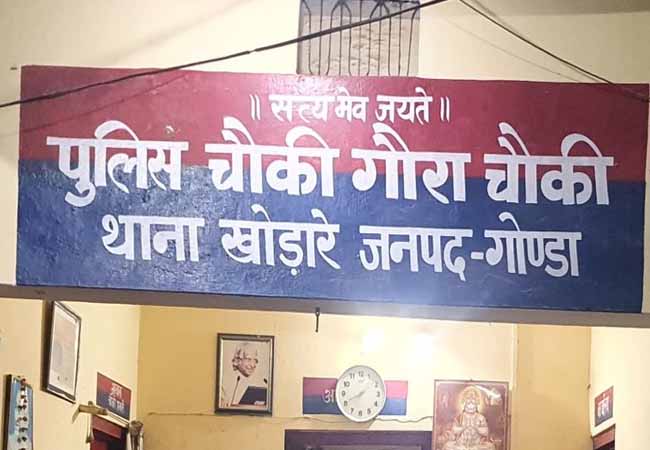 ॥ सत्यमेव जयते ॥
पुलिस चौकी गौरा चौकी
थाना खोड़ारे जनपद-गोण्डा